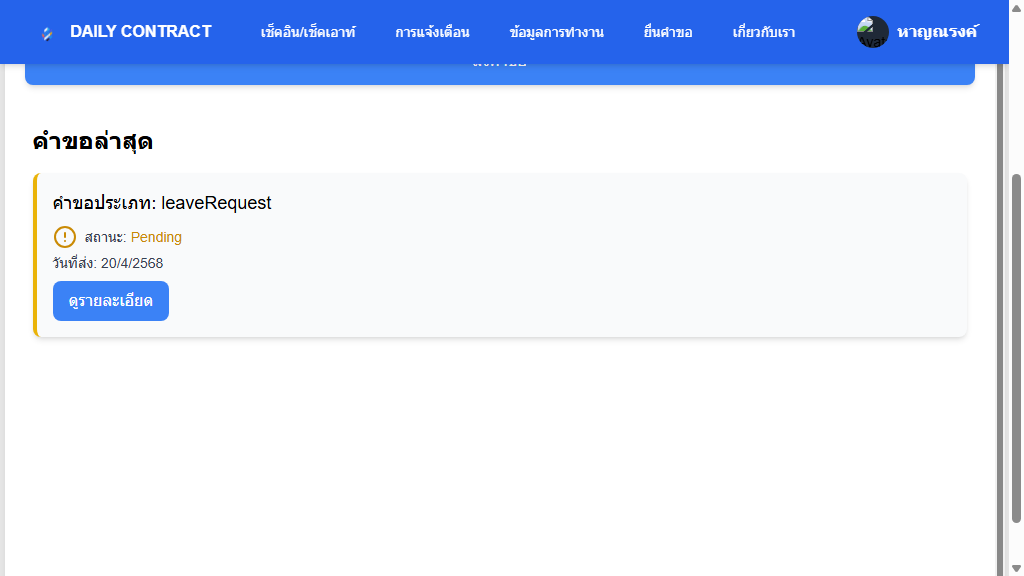 DAILY CONTRACT
เช็คอิน/เช็คเอาท์
การแจ้งเตือน
ข้อมูลการทำงาน
ยื่นคำขอ
เกี่ยวกับเรา
หาญณรงค์
คำขอล่าสุด
คำขอประเภท: leaveRequest
สถานะ: Pending
วันที่ส่ง: 20/4/2568
ดูรายละเอียด